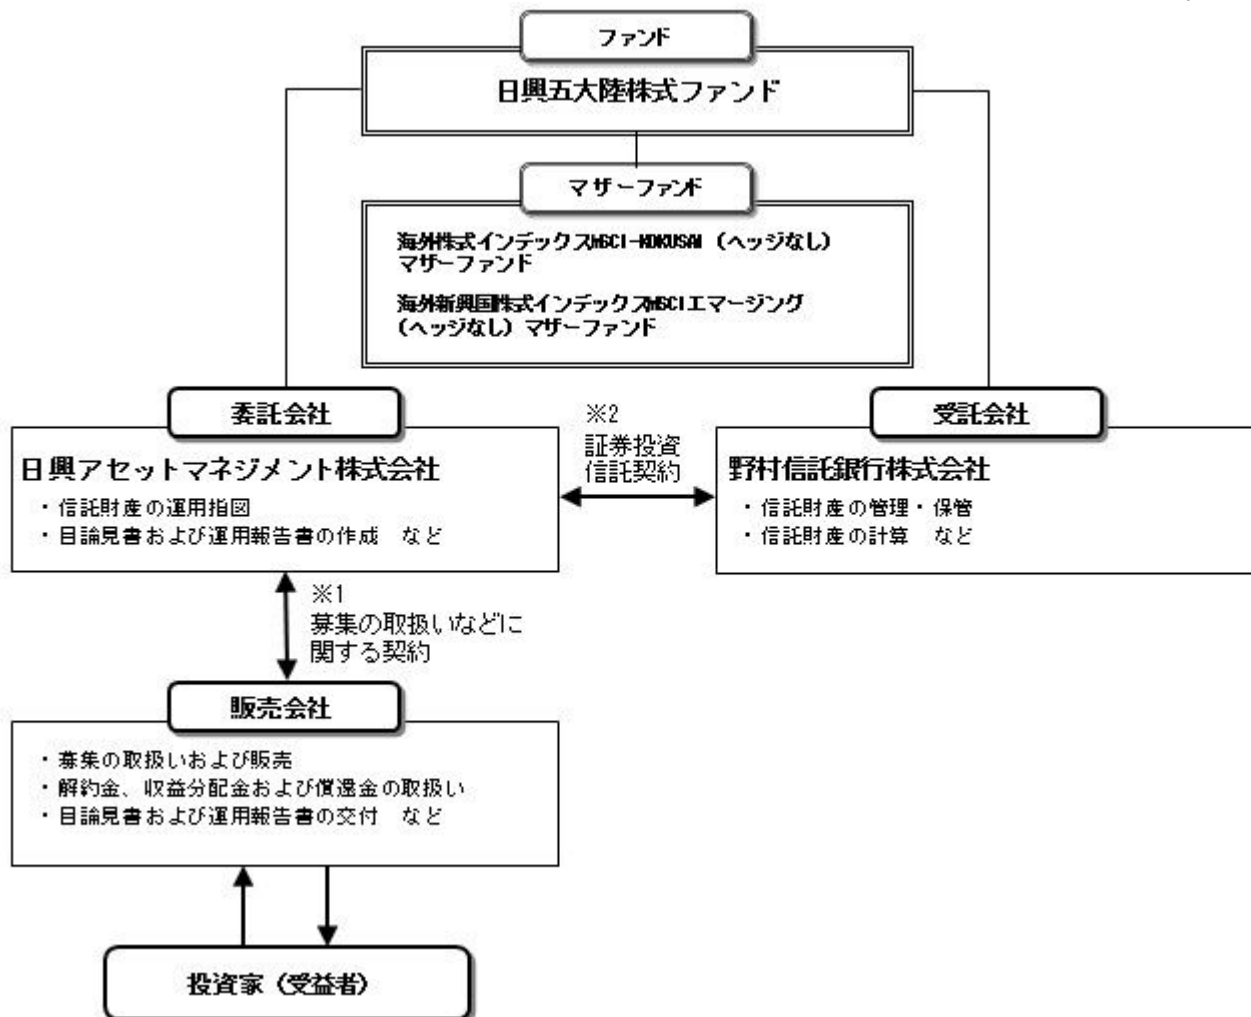 ファンド
日興五大陸株式ファンド
マザーファンド
海外株式インデックスMSCI-KOKUSAI（ヘッジなし）
マザーファンド
海外新興国株式インデックスMSCIエマージング
（ヘッジなし）マザーファンド
委託会社
日興アセットマネジメント株式会社
・信託財産の運用指図
・目論見書および運用報告書の作成　など
※2
証券投資
信託契約
受託会社
野村信託銀行株式会社
・信託財産の管理・保管
・信託財産の計算　など
※1
募集の取扱いなどに
関する契約
販売会社
・募集の取扱いおよび販売
・解約金、収益分配金および償還金の取扱い
・目論見書および運用報告書の交付　など
投資家（受益者）